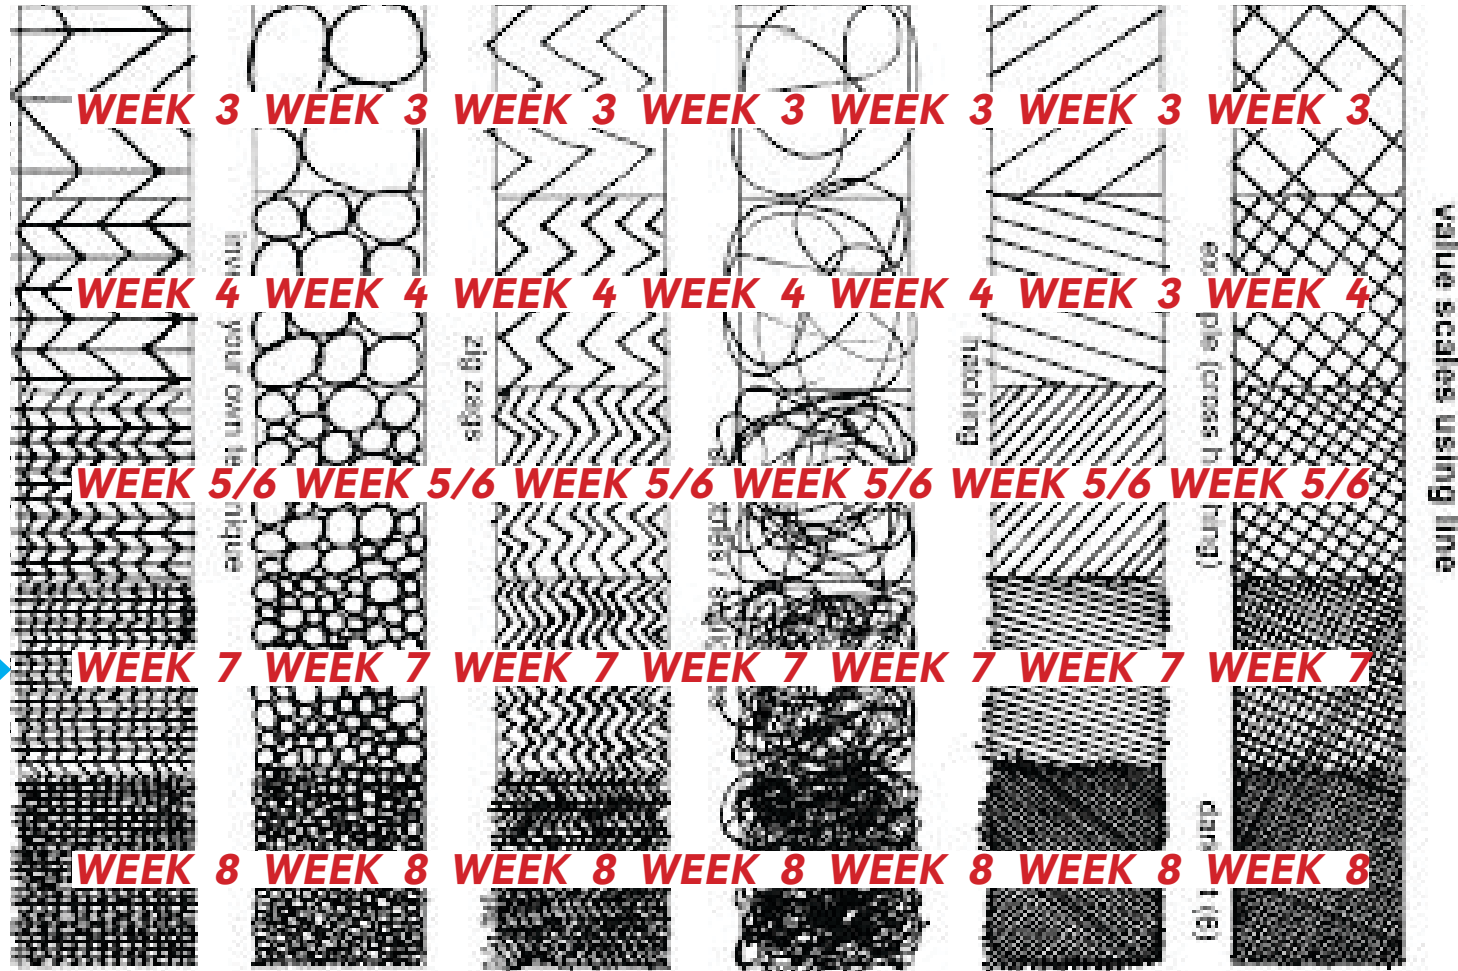 WEEK 3 WEEK 3 WEEK 3 WEEK 3 WEEK 3 WEEK 3 WEEK 3
WEEK 4 WEEK 4 WEEK 4 WEEK 4 WEEK 4 WEEK 3 WEEK 4
WEEK 5/6 WEEK 5/6 WEEK 5/6 WEEK 5/6 WEEK 5/6 WEEK 5/6
WEEK 7 WEEK 7 WEEK 7 WEEK 7 WEEK 7 WEEK 7 WEEK 7
WEEK 8 WEEK 8 WEEK 8 WEEK 8 WEEK 8 WEEK 8 WEEK 8
your own
zig zags
hatching
(cross
value scales using line